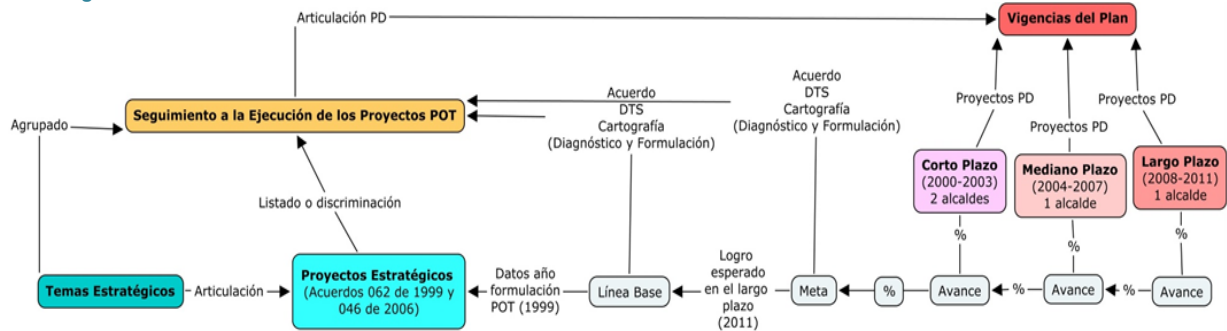 Articulación PD
Vigencias del Plan
Agrupado
Seguimiento a la Ejecución de los Proyectos POT
Acuerdo
DTS
Cartografía
(Diagnóstico y Formulación)
Acuerdo
DTS
Cartografía
(Diagnóstico y Formulación)
Proyectos PD
Proyectos PD
Proyectos PD
Corto Plazo
(2000-2003)
2 alcaldes
Mediano Plazo
(2004-2007)
1 alcalde
Largo Plazo
(2008-2011)
1 alcalde
Listado o discriminación
%
%
%
Temas Estratégicos
Articulación
Proyectos Estratégicos
(Acuerdos 062 de 1999 y
046 de 2006)
Datos año
formulación
POT (1999)
Línea Base
Logro
esperado
en el largo
plazo
(2011)
Meta
%
Avance
%
Avance
%
Avance